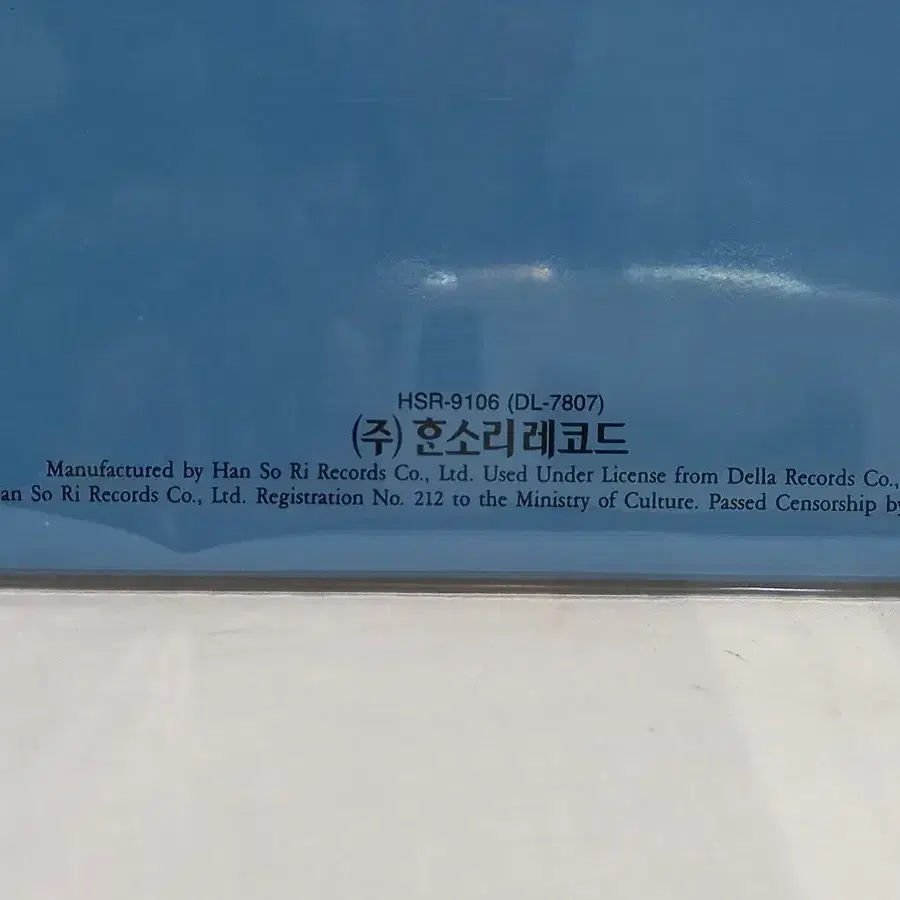 HSR-9106 (DL-7807)
(주) 한소리레코드
Manufactured by Han So Ri Records Co., Ltd. Used Under License from Della Records Co.,
an So Ri Records Co., Ltd. Registration No. 212 to the Ministry of Culture. Passed Censorship by